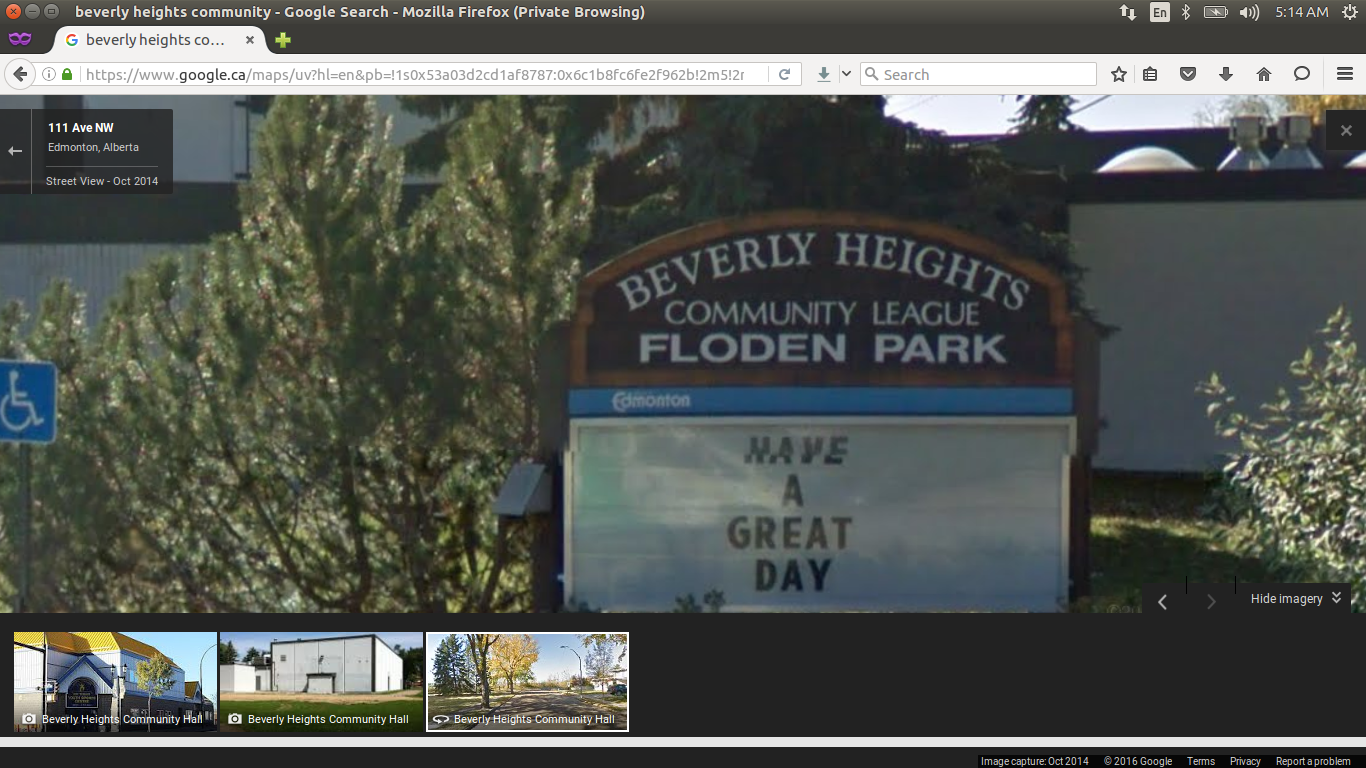 beverly heights community - Google Search - Mozilla Firefox (Private Browsing)
En
5:14 AM
beverly heights co...
https://www.google.ca/maps/uv?hl=en&pb=!1s0x53a03d2cd1af8787:0x6c1b8fc6fe2f962b!2m5!2r
Search
111 Ave NW
Edmonton, Alberta
Street View - Oct 2014
BEVERLY HEIGHTS
COMMUNITY LEAGUE
FLODEN PARK
Edmonton
HAVE
A
GREAT
DAY
Hide imagery
Beverly Heights Community Hall
Beverly Heights Community Hall
Beverly Heights Community Hall
Image capture: Oct 2014 © 2016 Google Terms Privacy Report a problem